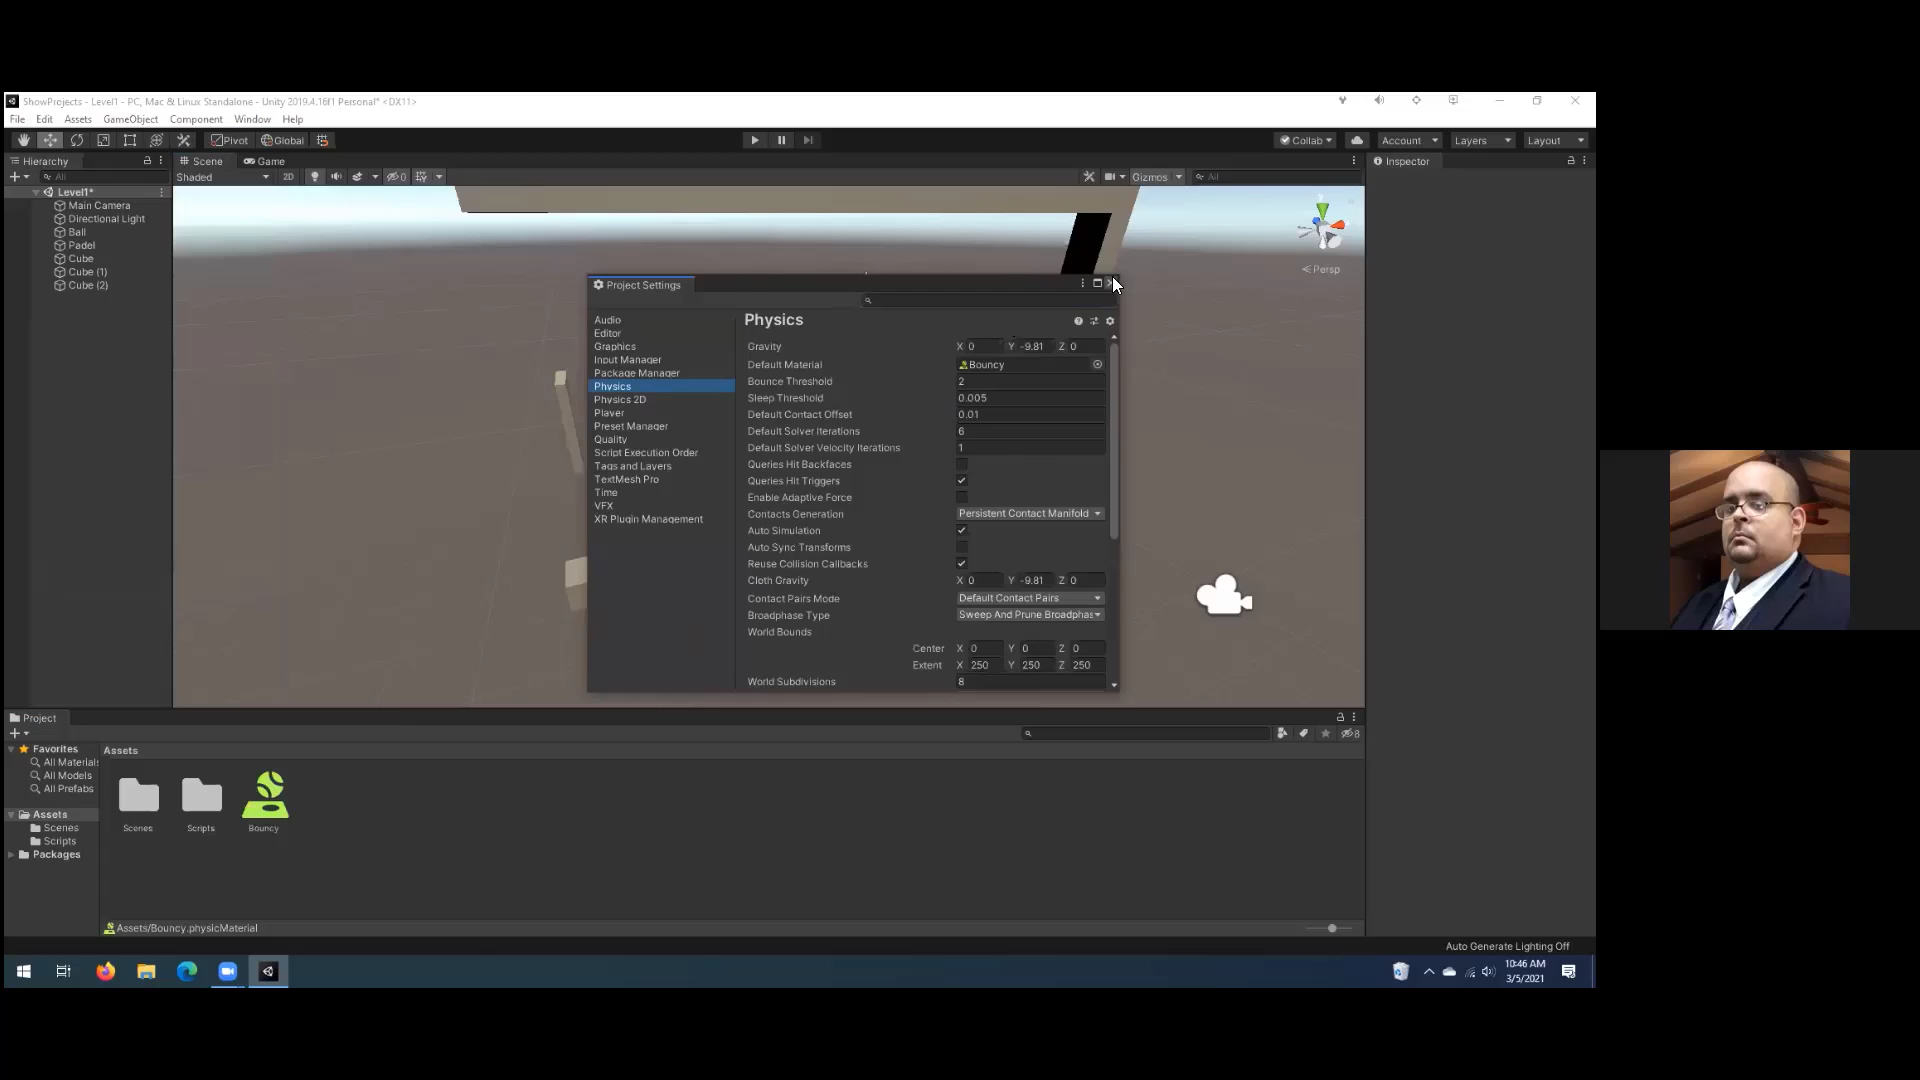 ShowProjects - Level1 - PC, Mac & Linux Standalone - Unity 2019.4.16f1 Personal* <DX11>
File Edit Assets GameObject Component Window Help
Pivot Global Collab Account Layers Layout
Hierarchy Scene Game Inspector
All Shaded 2D 0 Gizmos All
Level1*
Main Camera
Directional Light
Ball
Padel
Cube
Cube (1)
Cube (2)
Persp
Project Settings
Audio
Editor
Graphics
Input Manager
Package Manager
Physics
Physics 2D
Player
Preset Manager
Quality
Script Execution Order
Tags and Layers
TextMesh Pro
Time
VFX
XR Plugin Management
Physics
Gravity X 0 Y -9.81 Z 0
Default Material Bouncy
Bounce Threshold 2
Sleep Threshold 0.005
Default Contact Offset 0.01
Default Solver Iterations 6
Default Solver Velocity Iterations 1
Queries Hit Backfaces
Queries Hit Triggers
Enable Adaptive Force
Contacts Generation Persistent Contact Manifold
Auto Simulation
Auto Sync Transforms
Reuse Collision Callbacks
Cloth Gravity X 0 Y -9.81 Z 0
Contact Pairs Mode Default Contact Pairs
Broadphase Type Sweep And Prune Broadphas
World Bounds
Center X 0 Y 0 Z 0
Extent X 250 Y 250 Z 250
World Subdivisions 8
Project
8
Favorites
All Materials
All Models
All Prefabs
Assets
Scenes
Scripts
Packages
Assets
Scenes Scripts Bouncy
Assets/Bouncy.physicMaterial
Auto Generate Lighting Off
10:46 AM
3/5/2021